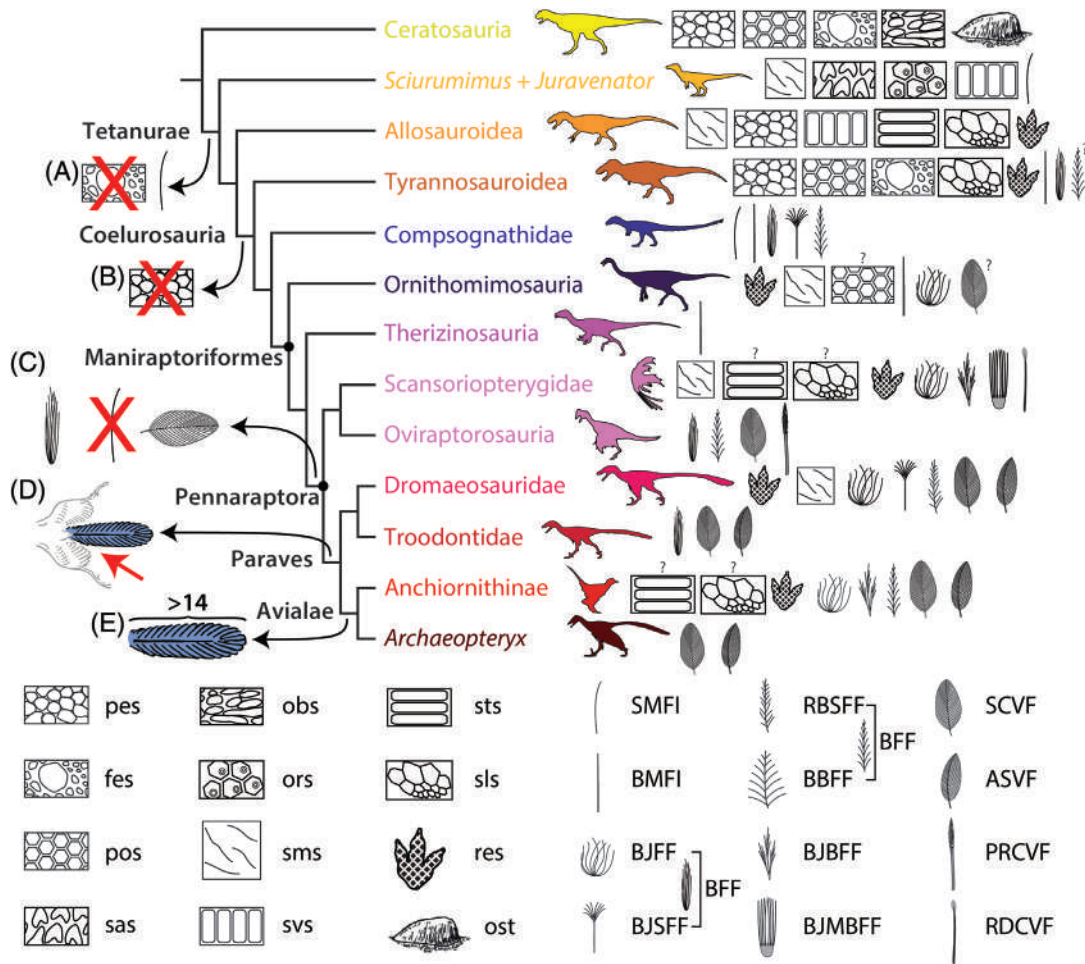 Ceratosauria
Sciurumimus + Juravenator
Tetanurae
Allosauroidea
(A)
Tyrannosauroidea
?
Coelurosauria
Compsognathidae
(B)
Ornithomimosauria
?
?
Maniraptoriformes
Therizinosauria
(C)
Scansoriopterygidae
?
?
Oviraptorosauria
(D)
Pennaraptora
Dromaeosauridae
Paraves
Troodontidae
>14
Anchiornithinae
?
?
(E)
Avialae
Archaeopteryx
pes obs sts SMFI RBSFF SCVF
BFF
fes ors sls BMFI BBFF ASVF
pos sms res BJFF BJBFF PRCVF
BFF
sas svs ost BJSFF BJMBFF RDCVF